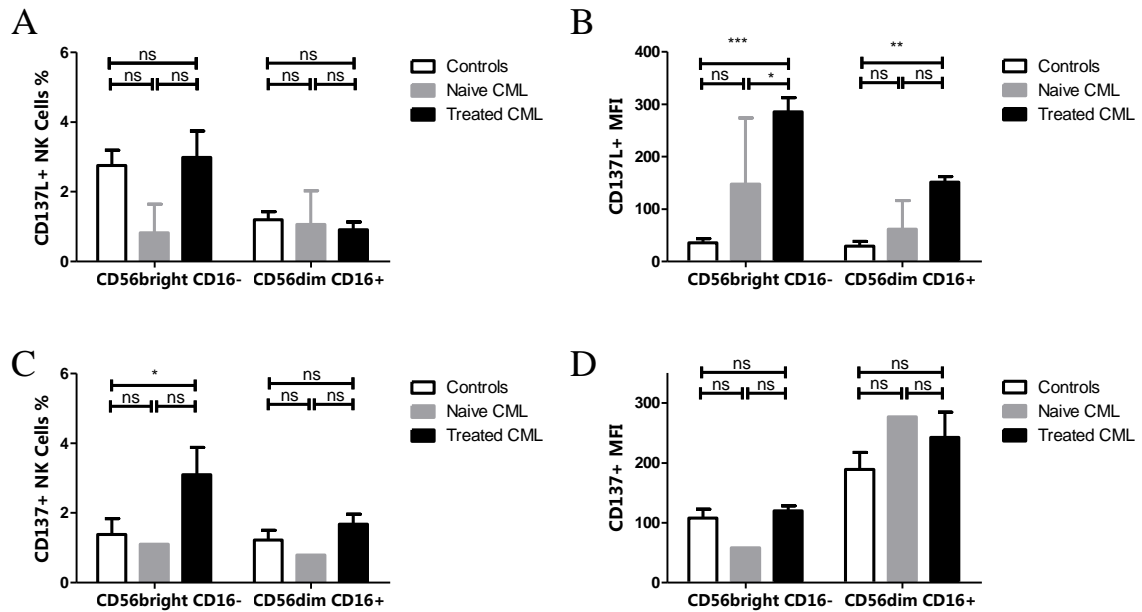 A
CD137L+ NK Cells %
6
4
2
0
ns
ns
ns
ns
ns
ns
CD56bright CD16-
CD56dim CD16+
Controls
Naive CML
Treated CML
B
CD137L+ MFI
400
300
200
100
0
***
ns
*
**
ns
ns
CD56bright CD16-
CD56dim CD16+
Controls
Naive CML
Treated CML
C
CD137+ NK Cells %
6
4
2
0
*
ns
ns
ns
ns
ns
CD56bright CD16-
CD56dim CD16+
Controls
Naive CML
Treated CML
D
CD137+ MFI
300
200
100
0
ns
ns
ns
ns
ns
ns
CD56bright CD16-
CD56dim CD16+
Controls
Naive CML
Treated CML